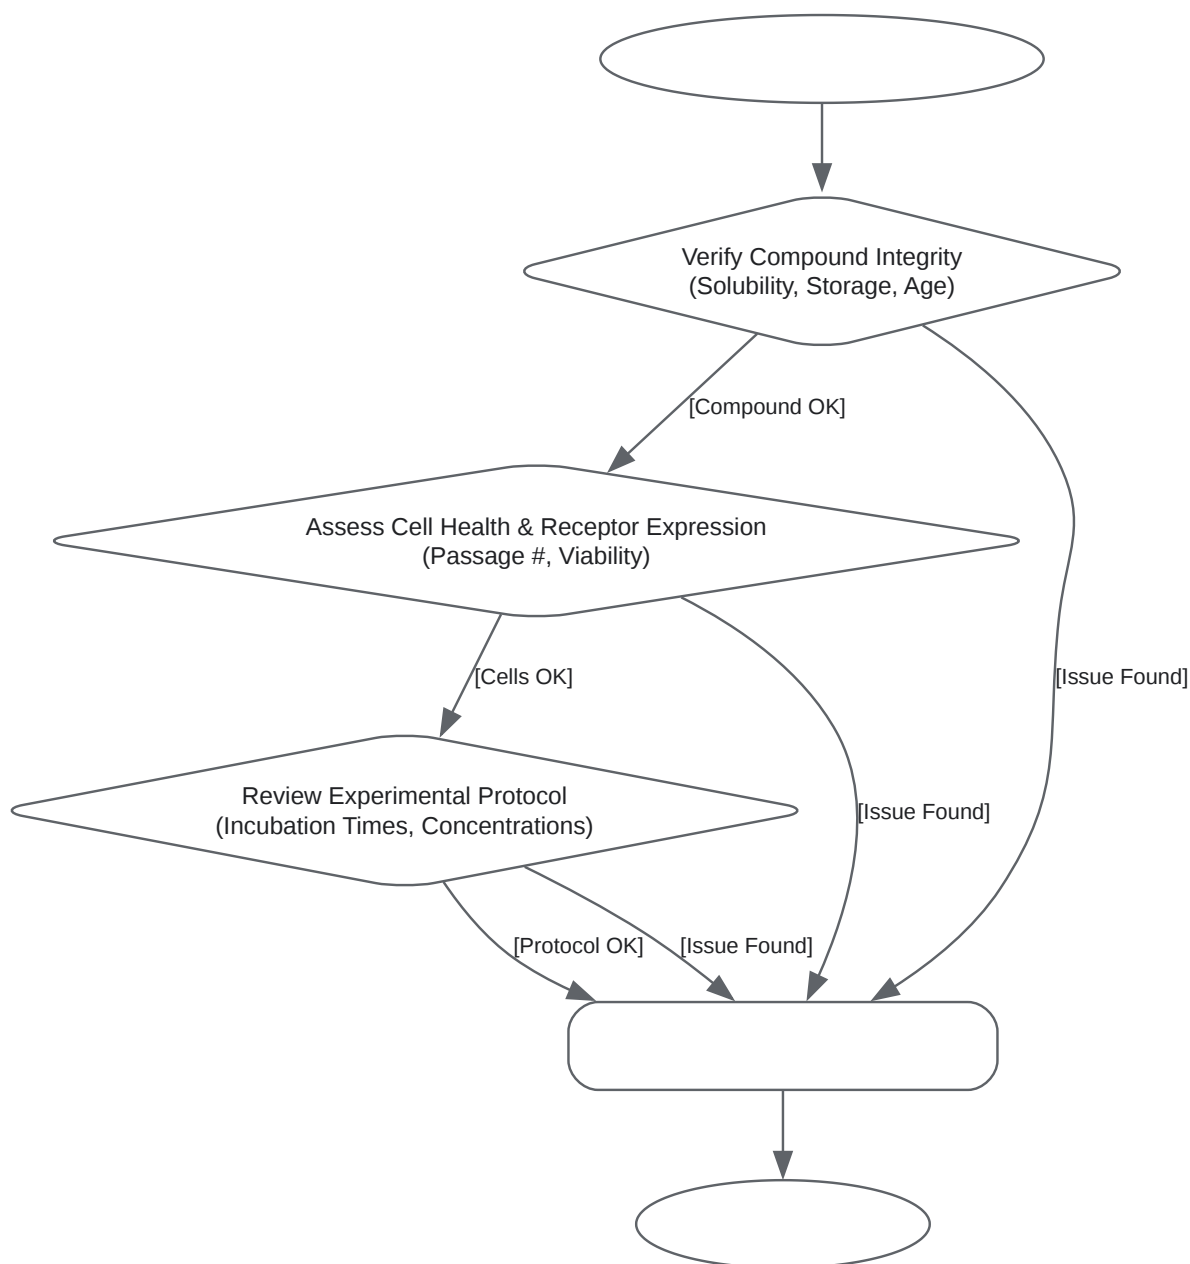 Verify Compound Integrity
(Solubility, Storage, Age)
[Compound OK]
Assess Cell Health & Receptor Expression
(Passage #, Viability)
[Cells OK]
[Issue Found]
Review Experimental Protocol
(Incubation Times, Concentrations)
[Issue Found]
[Protocol OK]
[Issue Found]